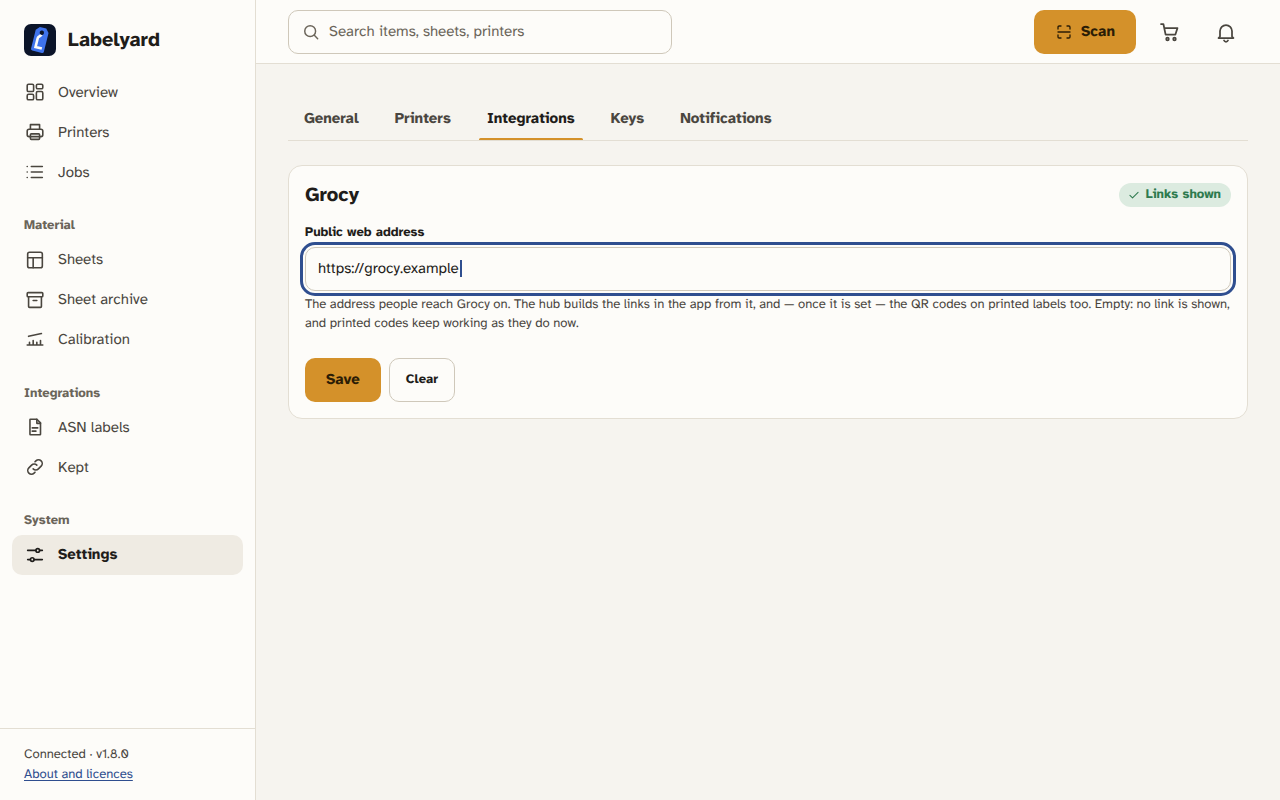 Labelyard
Search items, sheets, printers
Scan
Overview
Printers
Jobs
Material
Sheets
Sheet archive
Calibration
Integrations
ASN labels
Kept
System
Settings
Connected · v1.8.0
About and licences
General
Printers
Integrations
Keys
Notifications
Grocy
Links shown
Public web address
https://grocy.example
The address people reach Grocy on. The hub builds the links in the app from it, and — once it is set — the QR codes on printed labels too. Empty: no link is shown,
and printed codes keep working as they do now.
Save
Clear